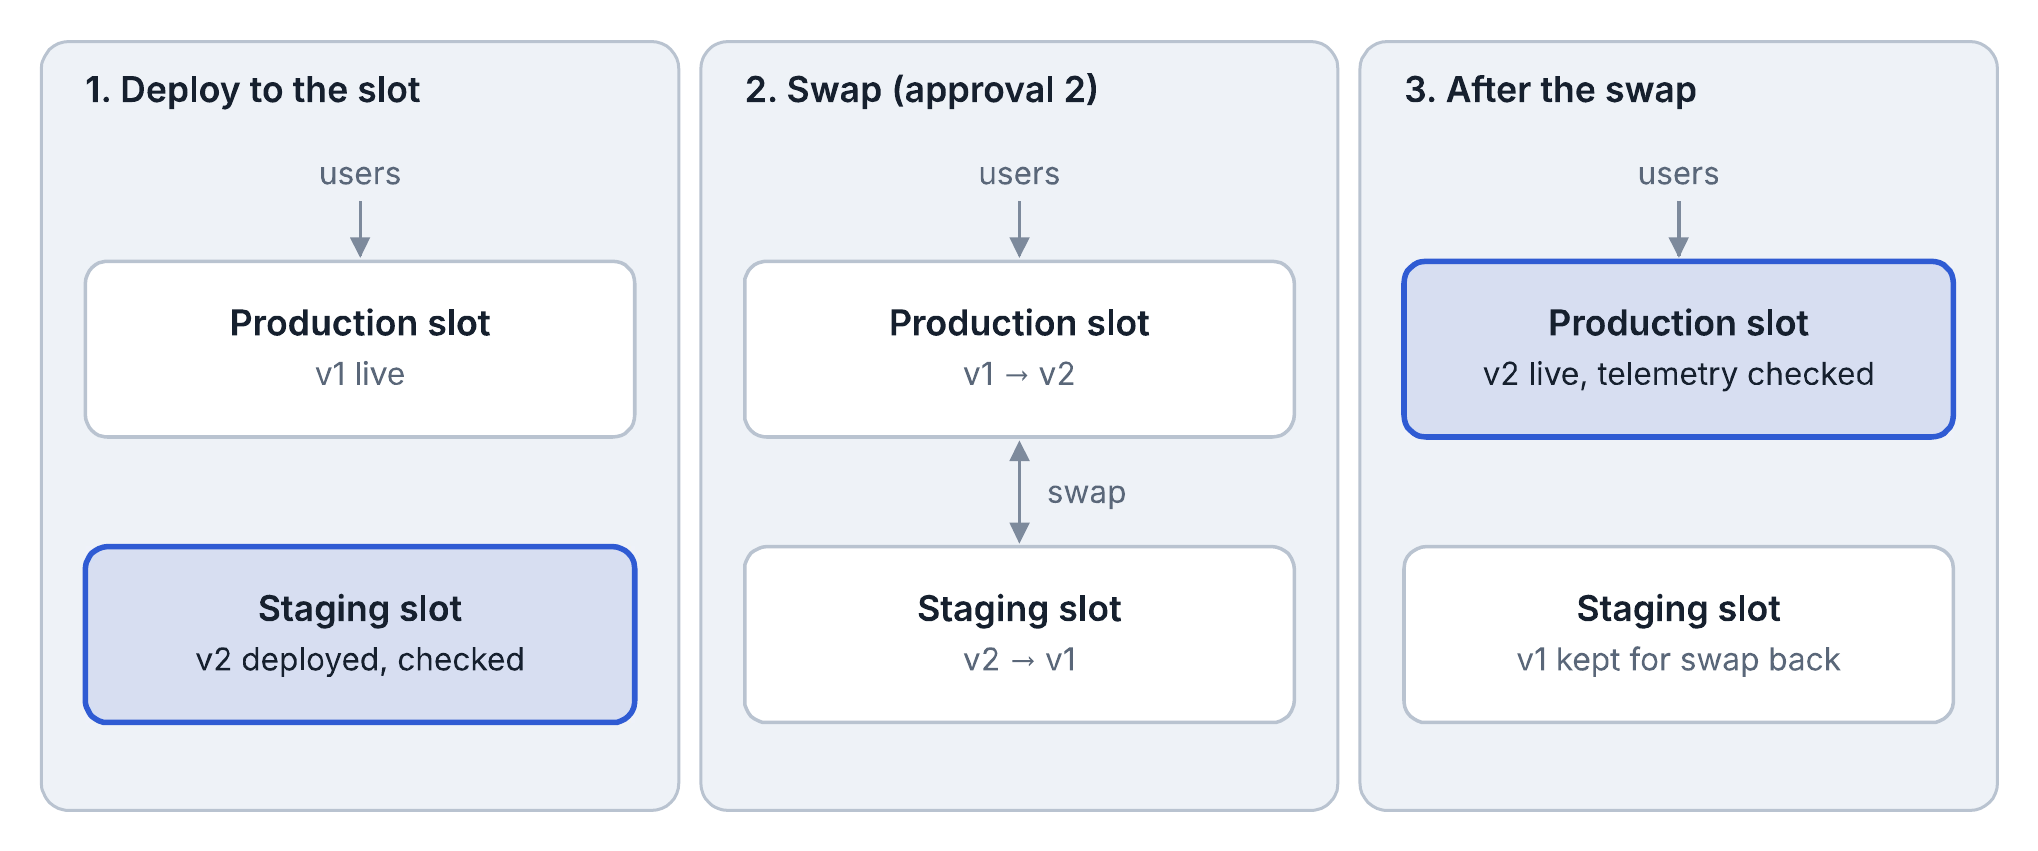 1. Deploy to the slot
users
Production slot
v1 live
Staging slot
v2 deployed, checked
2. Swap (approval 2)
users
Production slot
v1 → v2
swap
Staging slot
v2 → v1
3. After the swap
users
Production slot
v2 live, telemetry checked
Staging slot
v1 kept for swap back